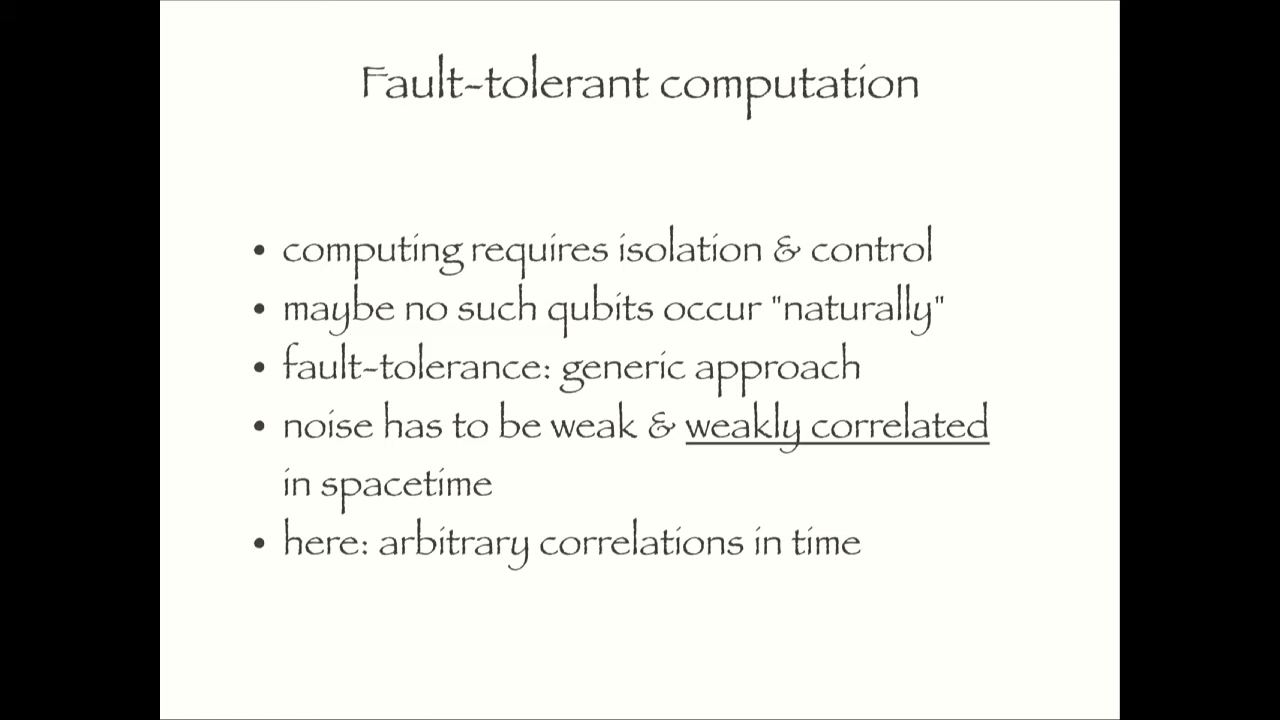 Fault-tolerant computation
• computing requires isolation & control
• maybe no such qubits occur "naturally"
• fault-tolerance: generic approach
• noise has to be weak & weakly correlated
in spacetime
• here: arbitrary correlations in time